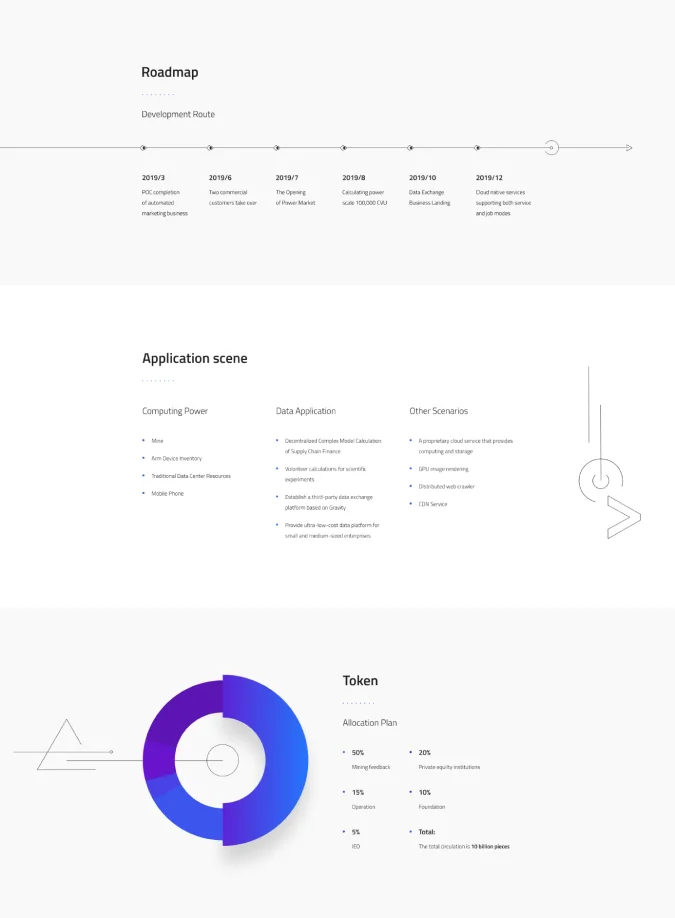 Roadmap
Development Route
2019/3
POC completion
of automated
marketing business
2019/6
Two commercial
customers take over
2019/7
The Opening
of Power Market
2019/8
Calculating power
scale 100,000 CVU
2019/10
Data Exchange
Business Landing
2019/12
Cloud native services
supporting both service
and job modes
Application scene
Computing Power
Mine
Arm Device Inventory
Traditional Data Center Resources
Mobile Phone
Data Application
Decentralized Complex Model Calculation
of Supply Chain Finance
Volunteer calculations for scientific
experiments
Establish a third-party data exchange
platform based on Gravity
Provide ultra-low-cost data platform for
small and medium-sized enterprises
Other Scenarios
A proprietary cloud service that provides
computing and storage
GPU image rendering
Distributed web crawler
CDN Service
Token
Allocation Plan
50%
Mining feedback
20%
Private equity institutions
15%
Operation
10%
Foundation
5%
IEO
Total:
The total circulation is 10 billion pieces